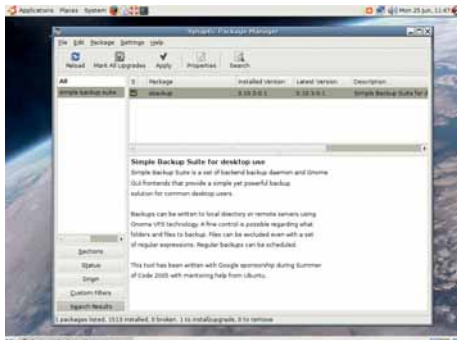 Applications Places System
Mon 25 Jun, 11:47
Synaptic Package Manager
File Edit Package Settings Help
Reload Mark All Upgrades Apply Properties Search
All
simple backup suite
S Package Installed Version Latest Version Description
sbackup 0.10.3-0.1 0.10.3-0.1 Simple Backup Suite for d
Simple Backup Suite for desktop use
Simple Backup Suite is a set of backend backup daemon and Gnome
GUI frontends that provide a simple yet powerful backup
solution for common desktop users.
Backups can be written to local directory or remote servers using
Gnome VFS technology. A fine control is possible regarding what
folders and files to backup. Files can be excluded even with a set
of regular expressions. Regular backups can be scheduled.
This tool has been written with Google sponsorship during Summer
of Code 2005 with mentoring help from Ubuntu.
Sections
Status
Origin
Custom Filters
Search Results
1 packages listed, 1513 installed, 0 broken. 1 to install/upgrade, 0 to remove